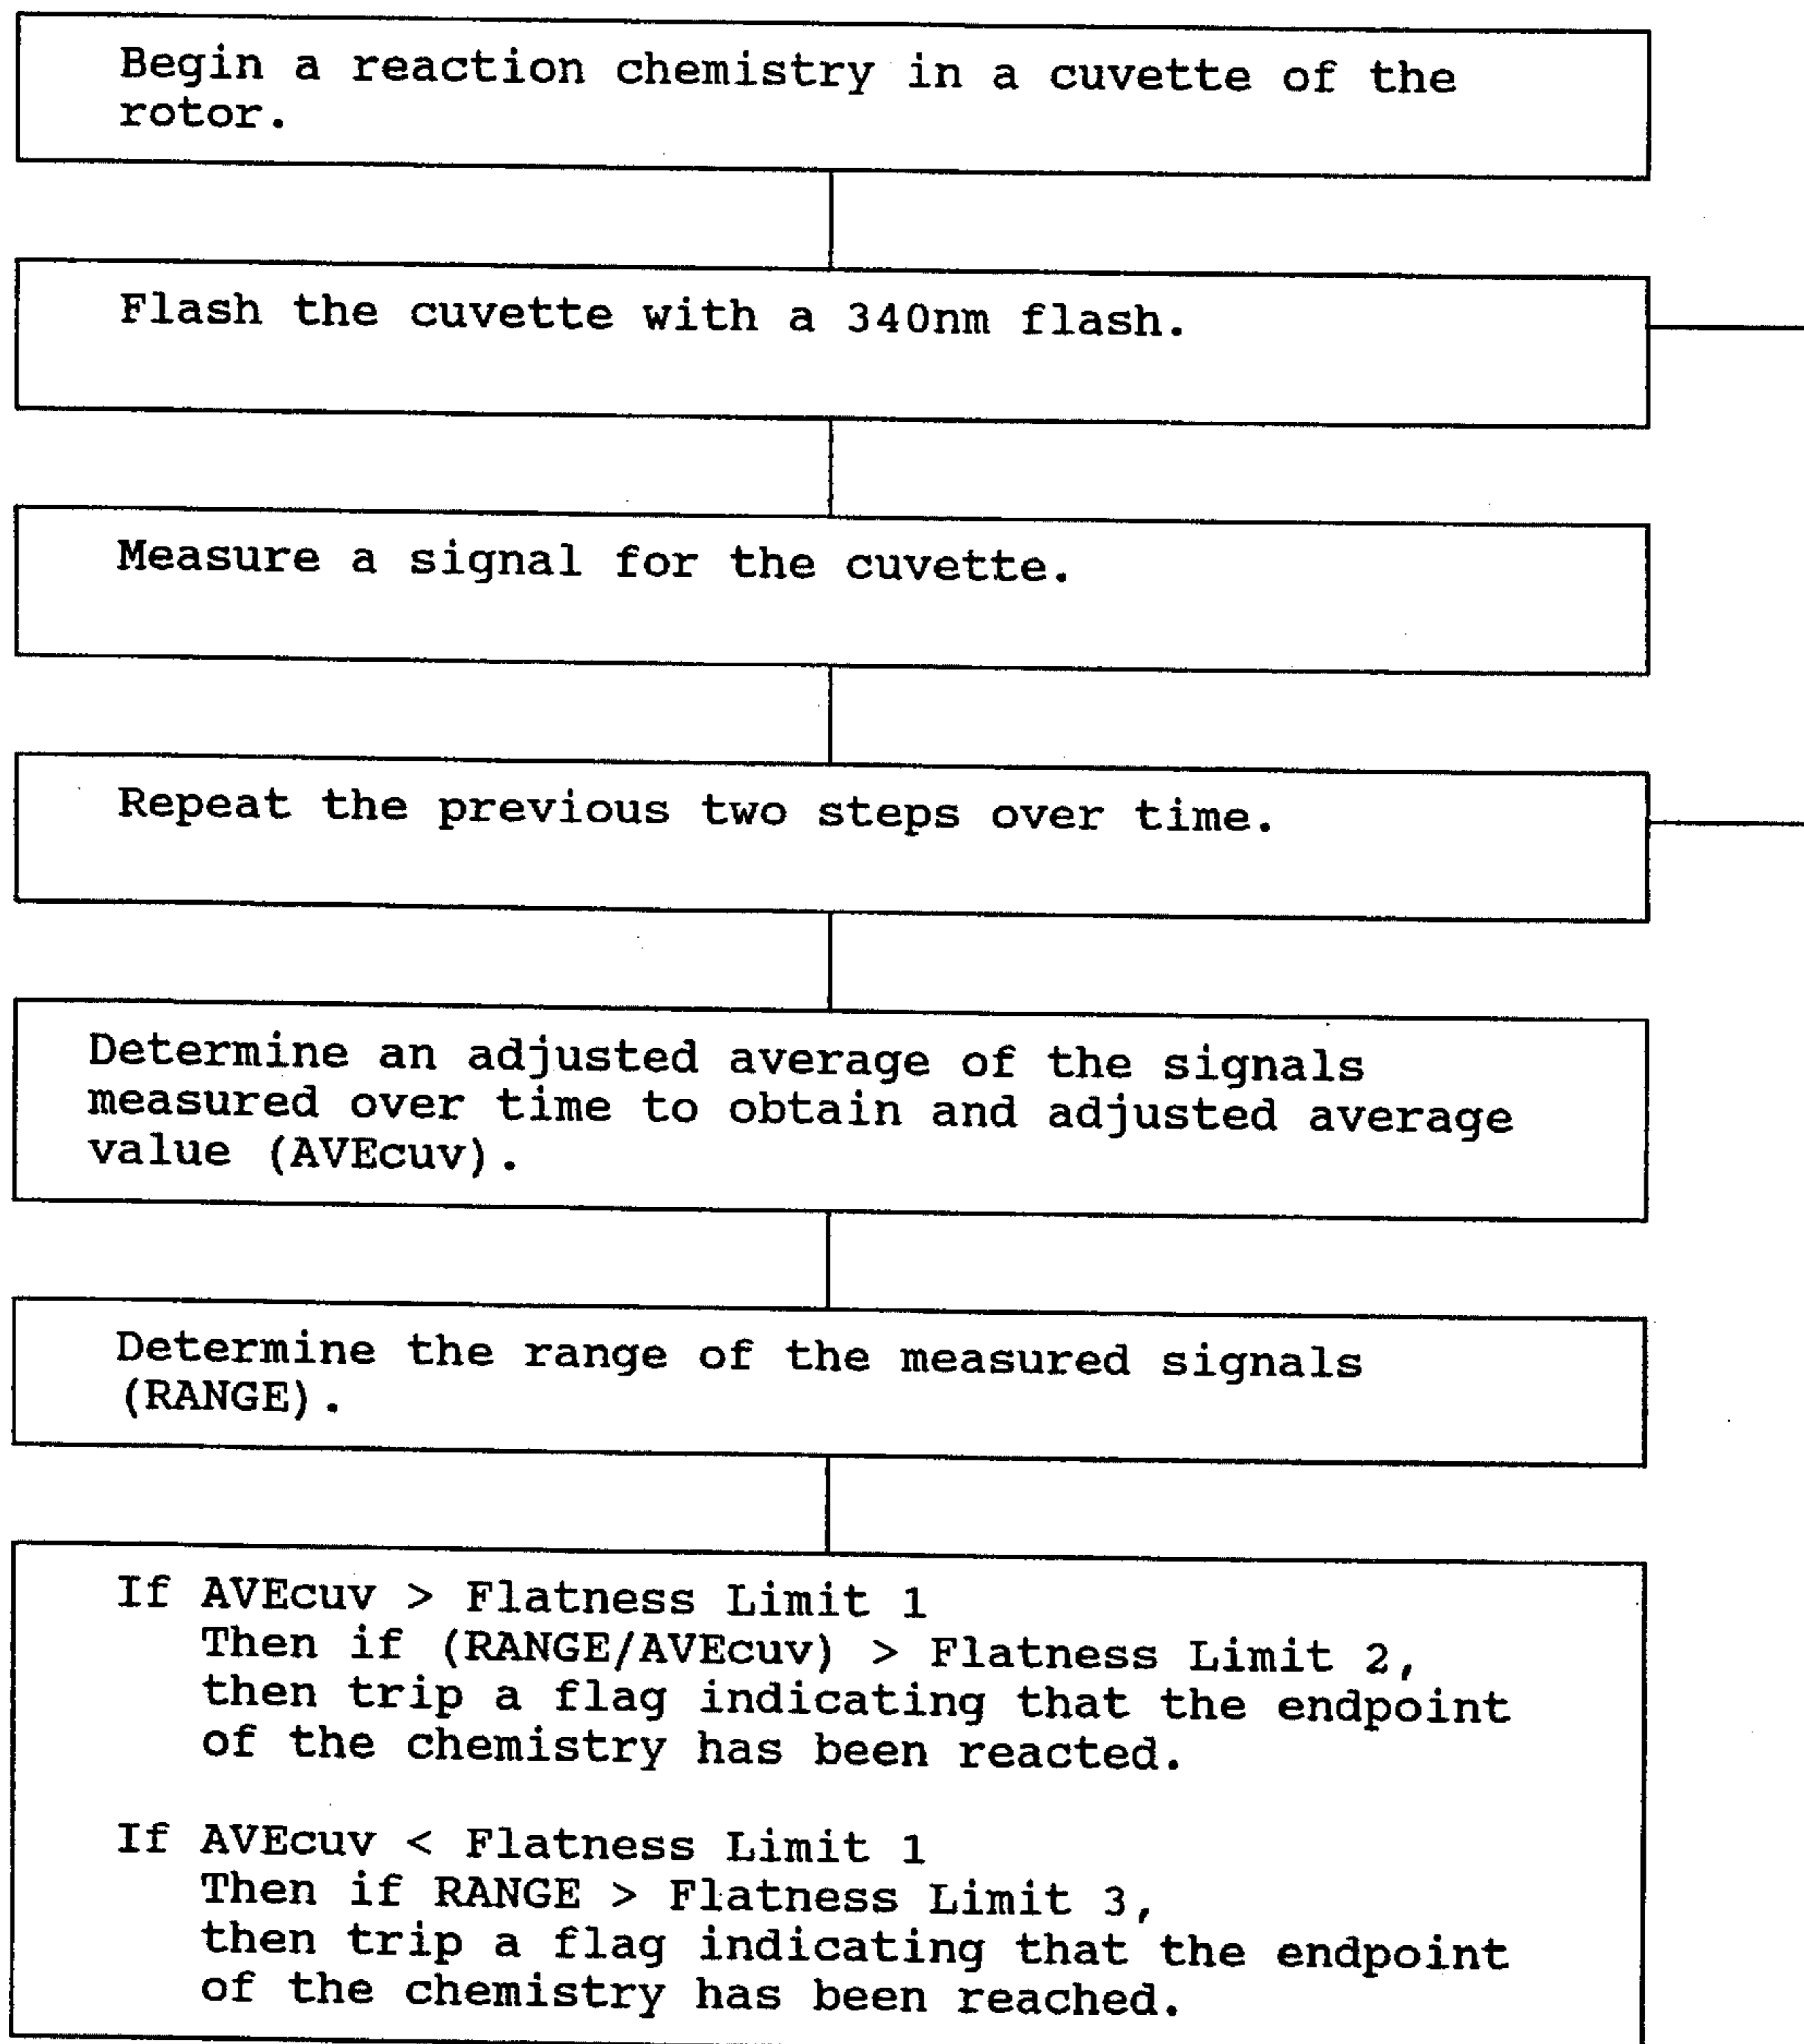 Begin a reaction chemistry in a cuvette of the
rotor.
Flash the cuvette with a 340nm flash.
Measure a signal for the cuvette.
Repeat the previous two steps over time.
Determine an adjusted average of the signals
measured over time to obtain and adjusted average
value (AVEcuv).
Determine the range of the measured signals
(RANGE).
If AVEcuv > Flatness Limit 1
Then if (RANGE/AVEcuv) > Flatness Limit 2,
then trip a flag indicating that the endpoint
of the chemistry has been reacted.
If AVEcuv < Flatness Limit 1
Then if RANGE > Flatness Limit 3,
then trip a flag indicating that the endpoint
of the chemistry has been reached.